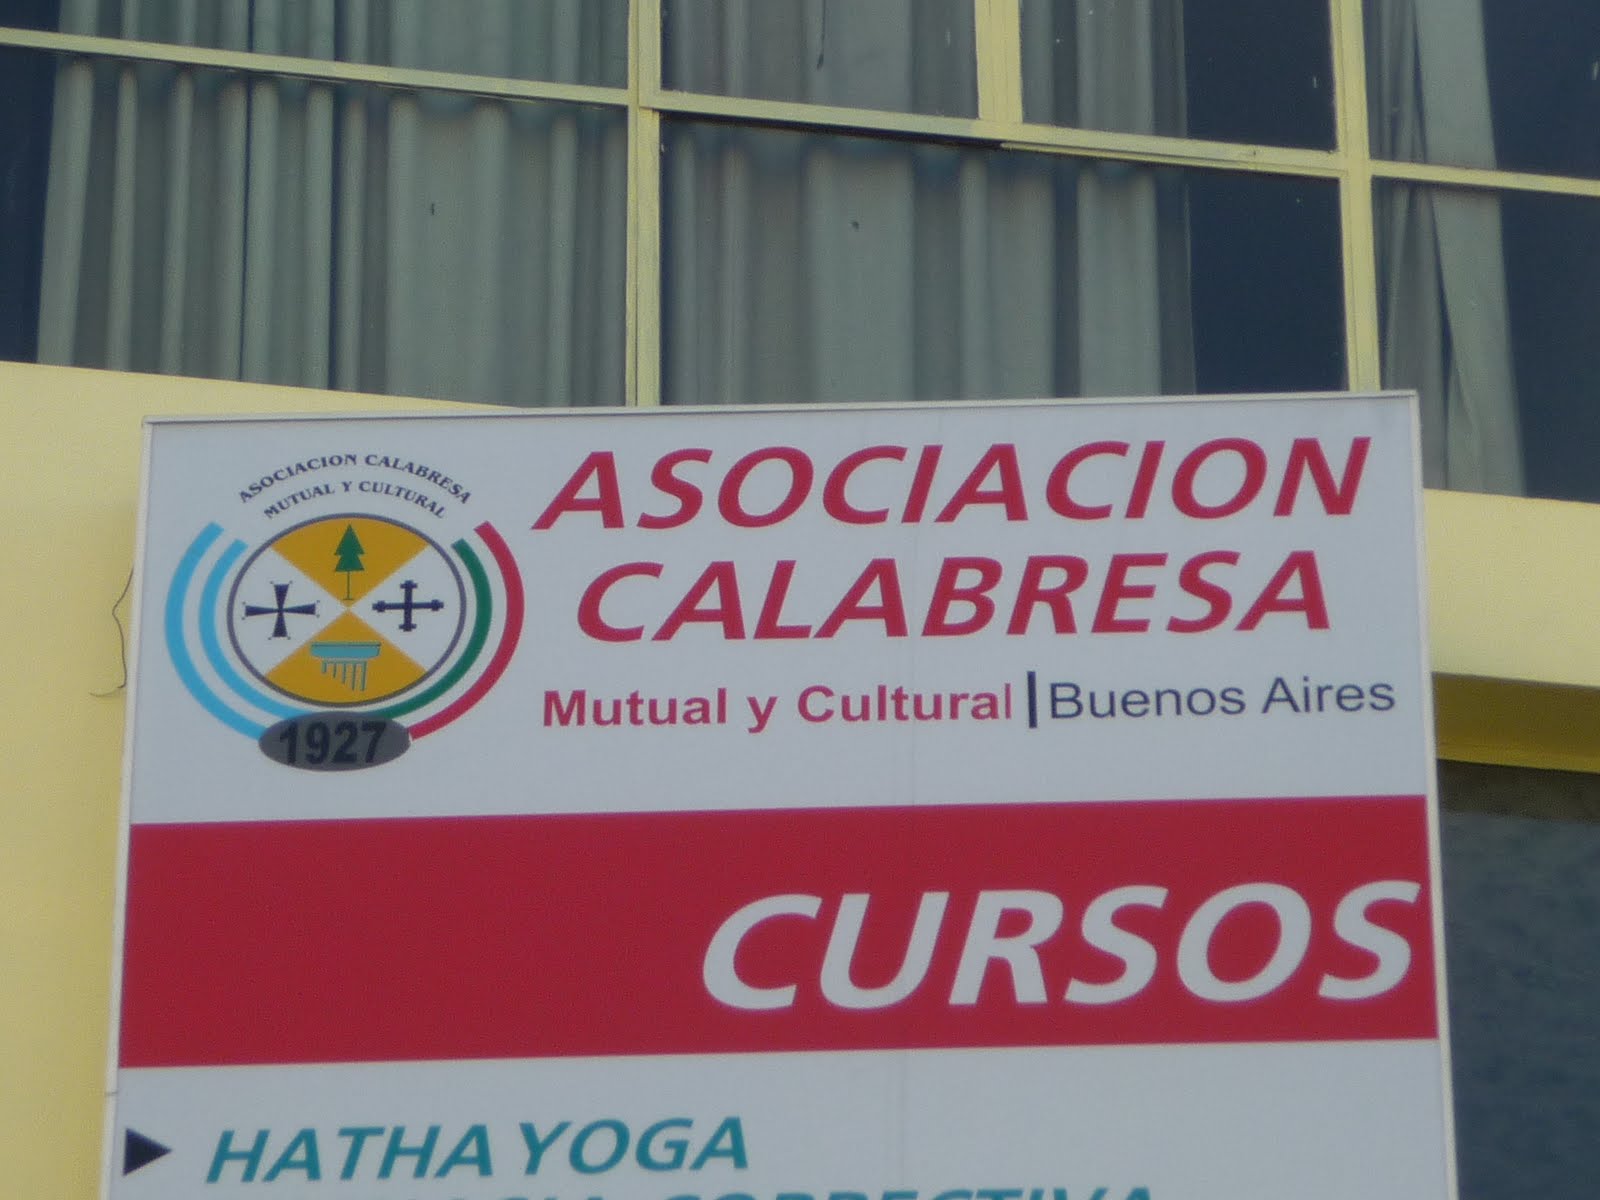 ASOCIACION CALABRESA
MUTUAL Y CULTURAL
1927
ASOCIACION
CALABRESA
Mutual y Cultural | Buenos Aires
CURSOS
HATHA YOGA